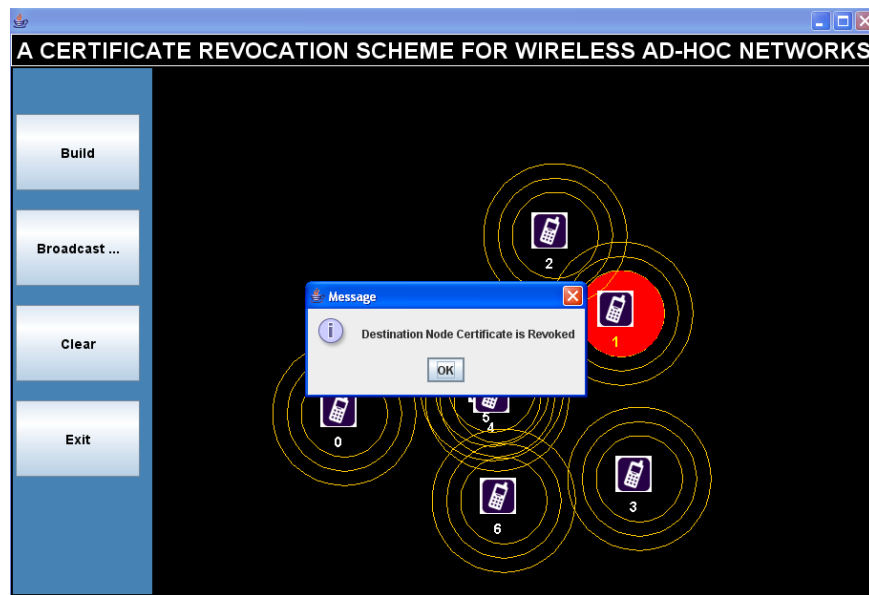 A CERTIFICATE REVOCATION SCHEME FOR WIRELESS AD-HOC NETWORKS
Build
Broadcast ...
Clear
Exit
2
1
Message
Destination Node Certificate is Revoked
OK
0
5
4
6
3